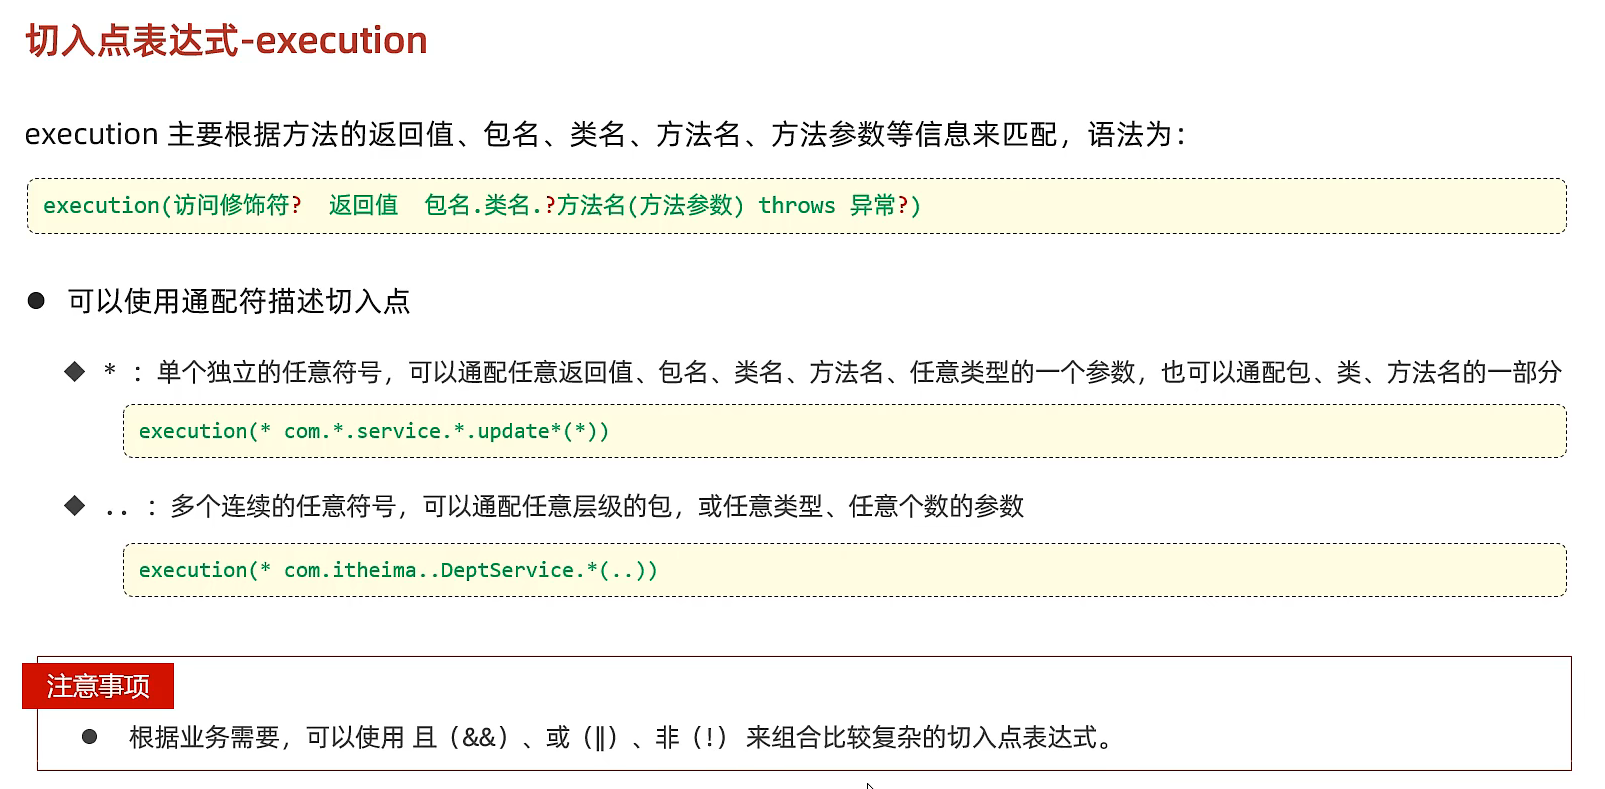 切入点表达式-execution
execution 主要根据方法的返回值、包名、类名、方法名、方法参数等信息来匹配，语法为：
execution(访问修饰符?  返回值  包名.类名.?方法名(方法参数) throws 异常?)
● 可以使用通配符描述切入点
◆ * ：单个独立的任意符号，可以通配任意返回值、包名、类名、方法名、任意类型的一个参数，也可以通配包、类、方法名的一部分
execution(* com.*.service.*.update*(*))
◆ .. ：多个连续的任意符号，可以通配任意层级的包，或任意类型、任意个数的参数
execution(* com.itheima..DeptService.*(..))
注意事项
● 根据业务需要，可以使用 且（&&）、或（||）、非（!） 来组合比较复杂的切入点表达式。